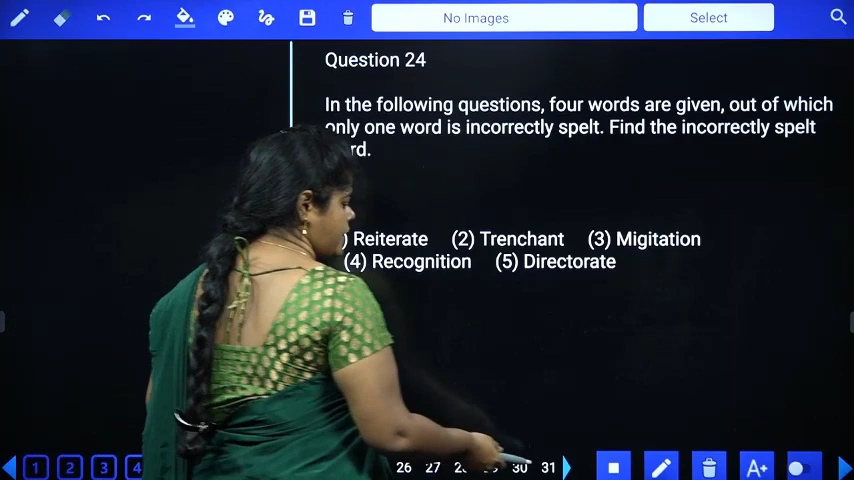 No Images
Select
Question 24
In the following questions, four words are given, out of which
only one word is incorrectly spelt. Find the incorrectly spelt
) Reiterate (2) Trenchant (3) Migitation
(4) Recognition (5) Directorate
1 2 3 4 26 27 30 31 A+